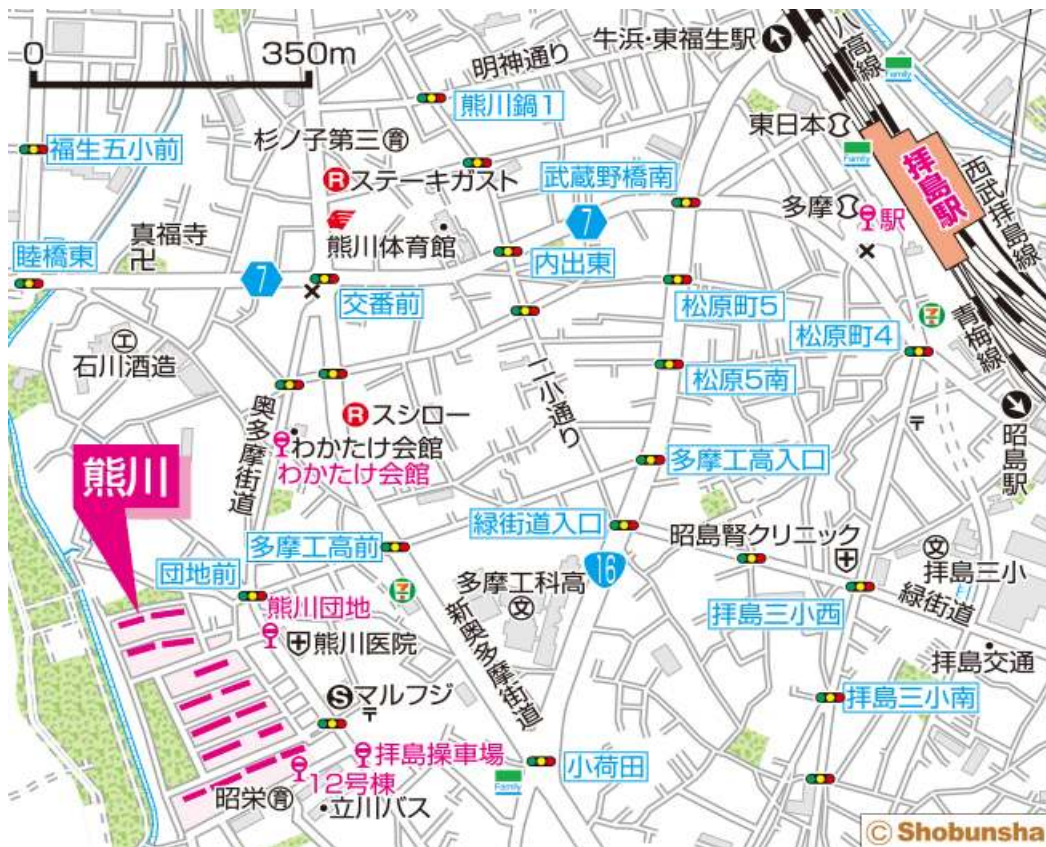 0 350m
牛浜・東福生駅
八高線
明神通り
Family
熊川鍋1
東日本
福生五小前
杉ノ子第三 育
Family
拝島駅
R ステーキガスト
武蔵野橋南
西武拝島線
多摩
駅
真福寺
熊川体育館
7
睦橋東
7
内出東
交番前
松原町5
松原町4
青梅線
工
石川酒造
松原5南
二小通り
〒
昭島駅
奥多摩街道
R スシロー
わかたけ会館
わかたけ会館
多摩工高入口
熊川
緑街道入口
昭島腎クリニック
多摩工高前
団地前
16
文
拝島三小
多摩工科高
文
緑街道
熊川団地
拝島三小西
熊川医院
新奥多摩街道
拝島交通
S マルフジ
〒
拝島三小南
拝島操車場
小荷田
12号棟
Family
昭栄 育
立川バス
© Shobunsha